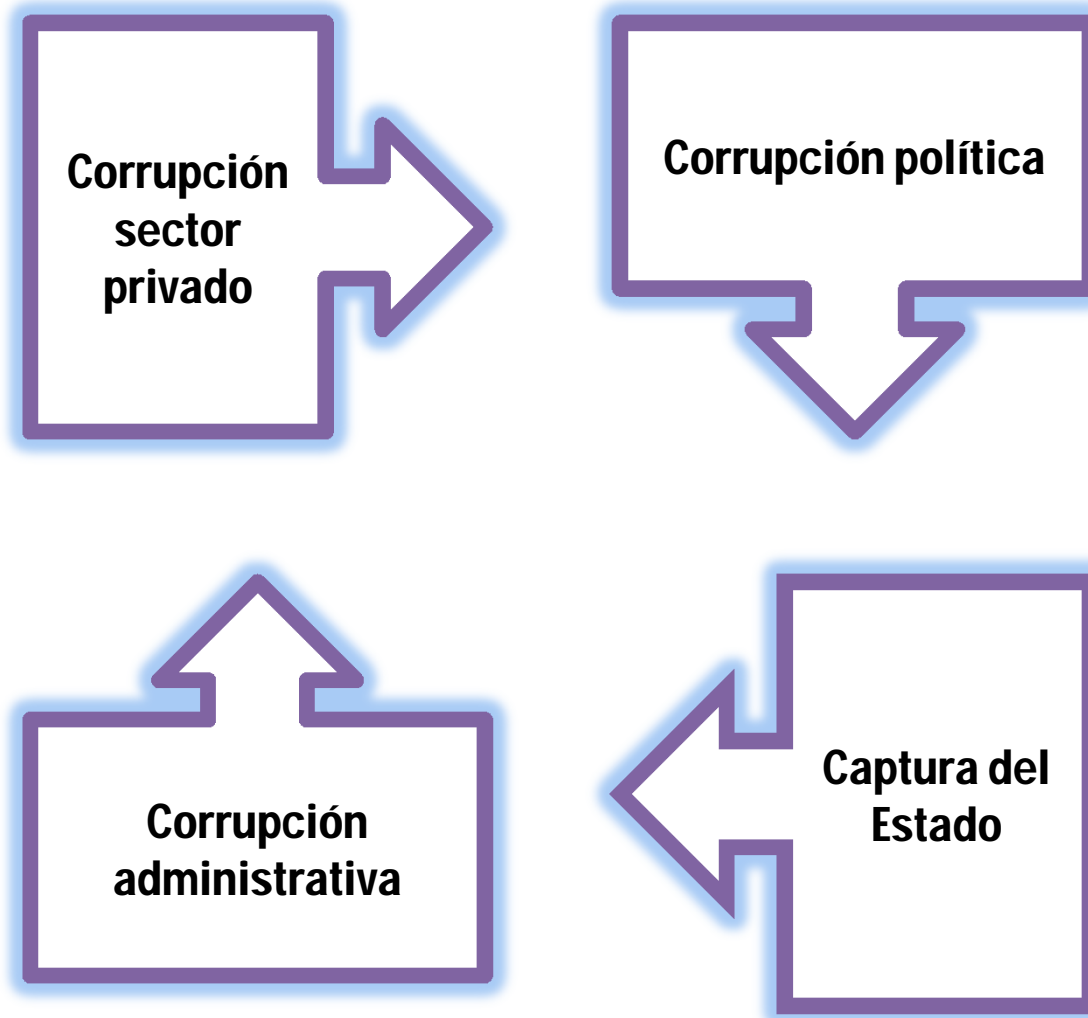 Corrupción
sector
privado
Corrupción política
Corrupción
administrativa
Captura del
Estado